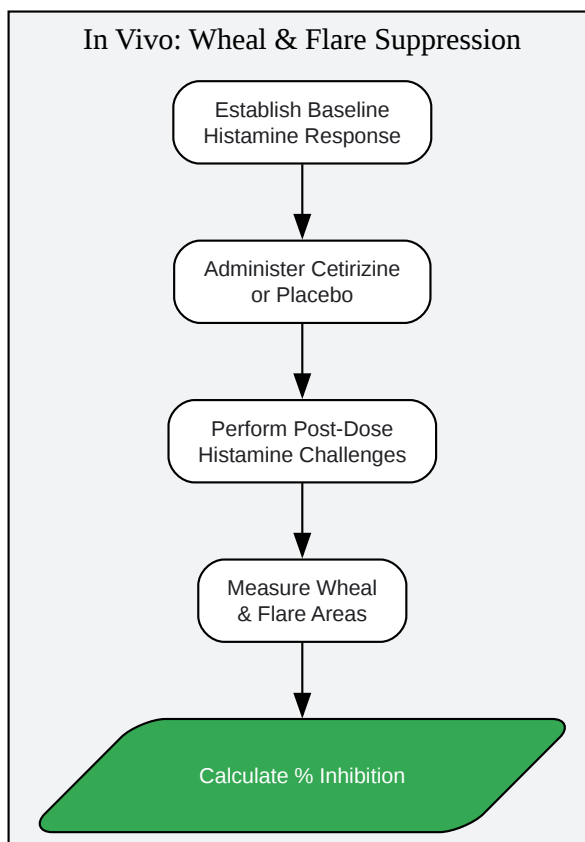 In Vivo: Wheal & Flare Suppression
Establish Baseline
Histamine Response
Administer Cetirizine
or Placebo
Perform Post-Dose
Histamine Challenges
Measure Wheal
& Flare Areas
Calculate % Inhibition